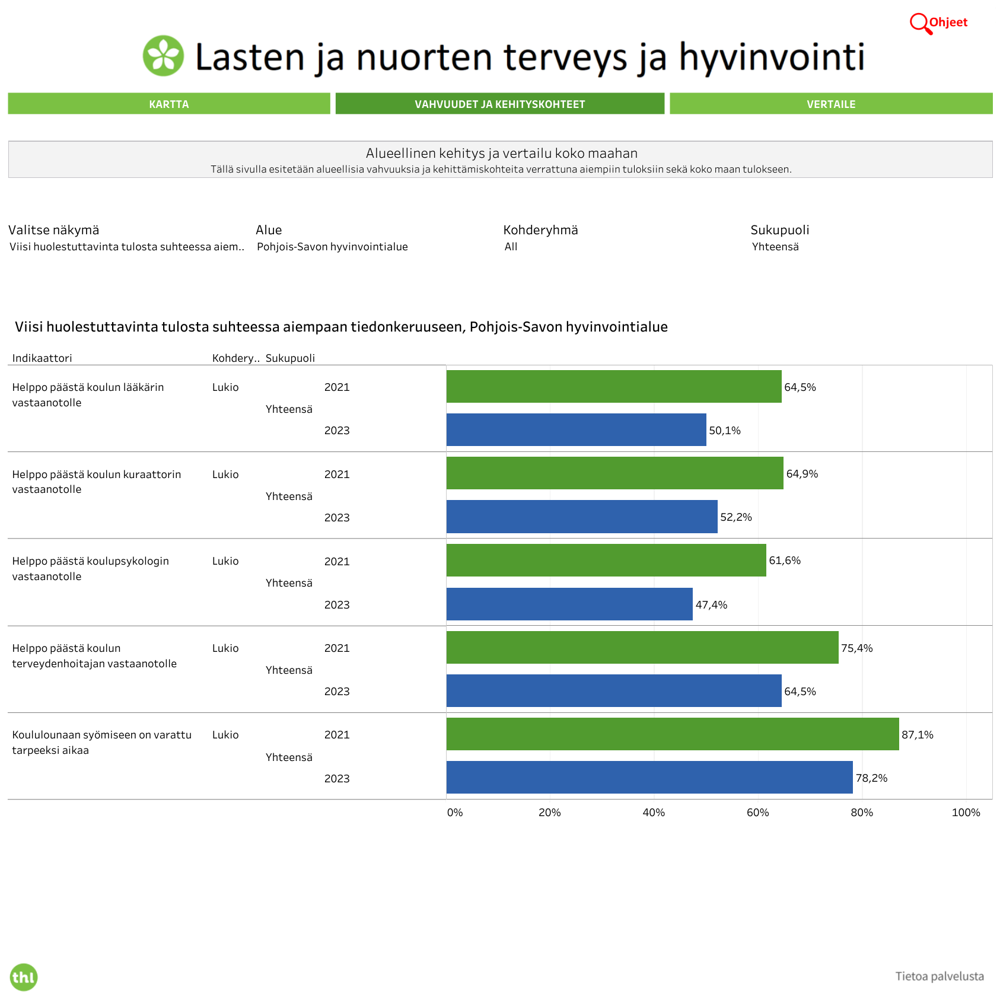 Ohjeet
Lasten ja nuorten terveys ja hyvinvointi
KARTTA
VAHVUUDET JA KEHITYSKOHTEET
VERTAILE
Alueellinen kehitys ja vertailu koko maahan
Tällä sivulla esitetään alueellisia vahvuuksia ja kehittämiskohteita verrattuna aiempiin tuloksiin sekä koko maan tulokseen.
Valitse näkymä
Viisi huolestuttavinta tulosta suhteessa aiem..
Alue
Pohjois-Savon hyvinvointialue
Kohderyhmä
All
Sukupuoli
Yhteensä
Viisi huolestuttavinta tulosta suhteessa aiempaan tiedonkeruuseen, Pohjois-Savon hyvinvointialue
Indikaattori Kohdery.. Sukupuoli
Helppo päästä koulun lääkärin
vastaanotolle
Lukio
Yhteensä
2021 64,5%
2023 50,1%
Helppo päästä koulun kuraattorin
vastaanotolle
Lukio
Yhteensä
2021 64,9%
2023 52,2%
Helppo päästä koulupsykologin
vastaanotolle
Lukio
Yhteensä
2021 61,6%
2023 47,4%
Helppo päästä koulun
terveydenhoitajan vastaanotolle
Lukio
Yhteensä
2021 75,4%
2023 64,5%
Koululounaan syömiseen on varattu
tarpeeksi aikaa
Lukio
Yhteensä
2021 87,1%
2023 78,2%
0% 20% 40% 60% 80% 100%
thl
Tietoa palvelusta